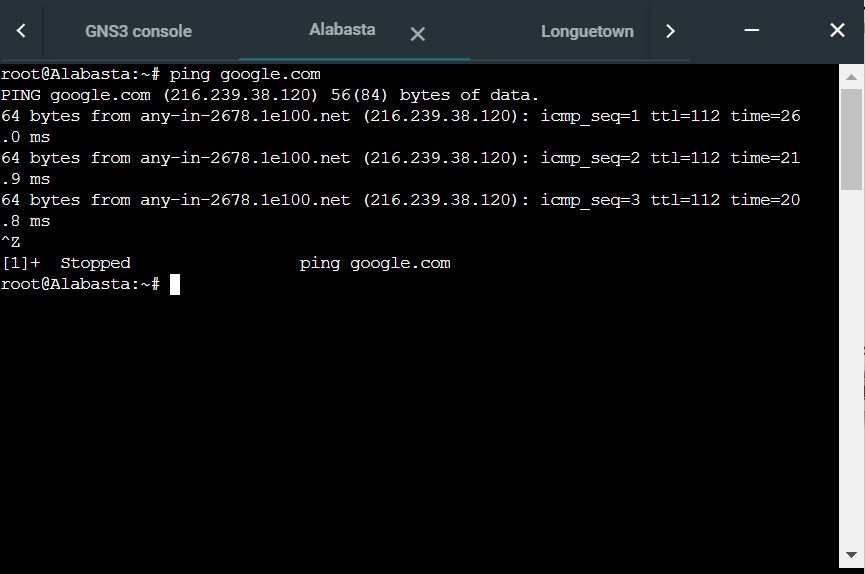 GNS3 console
Alabasta
Longuetown
root@Alabasta:~# ping google.com
PING google.com (216.239.38.120) 56(84) bytes of data.
64 bytes from any-in-2678.1e100.net (216.239.38.120): icmp_seq=1 ttl=112 time=26
.0 ms
64 bytes from any-in-2678.1e100.net (216.239.38.120): icmp_seq=2 ttl=112 time=21
.9 ms
64 bytes from any-in-2678.1e100.net (216.239.38.120): icmp_seq=3 ttl=112 time=20
.8 ms
^Z
[1]+  Stopped                 ping google.com
root@Alabasta:~#